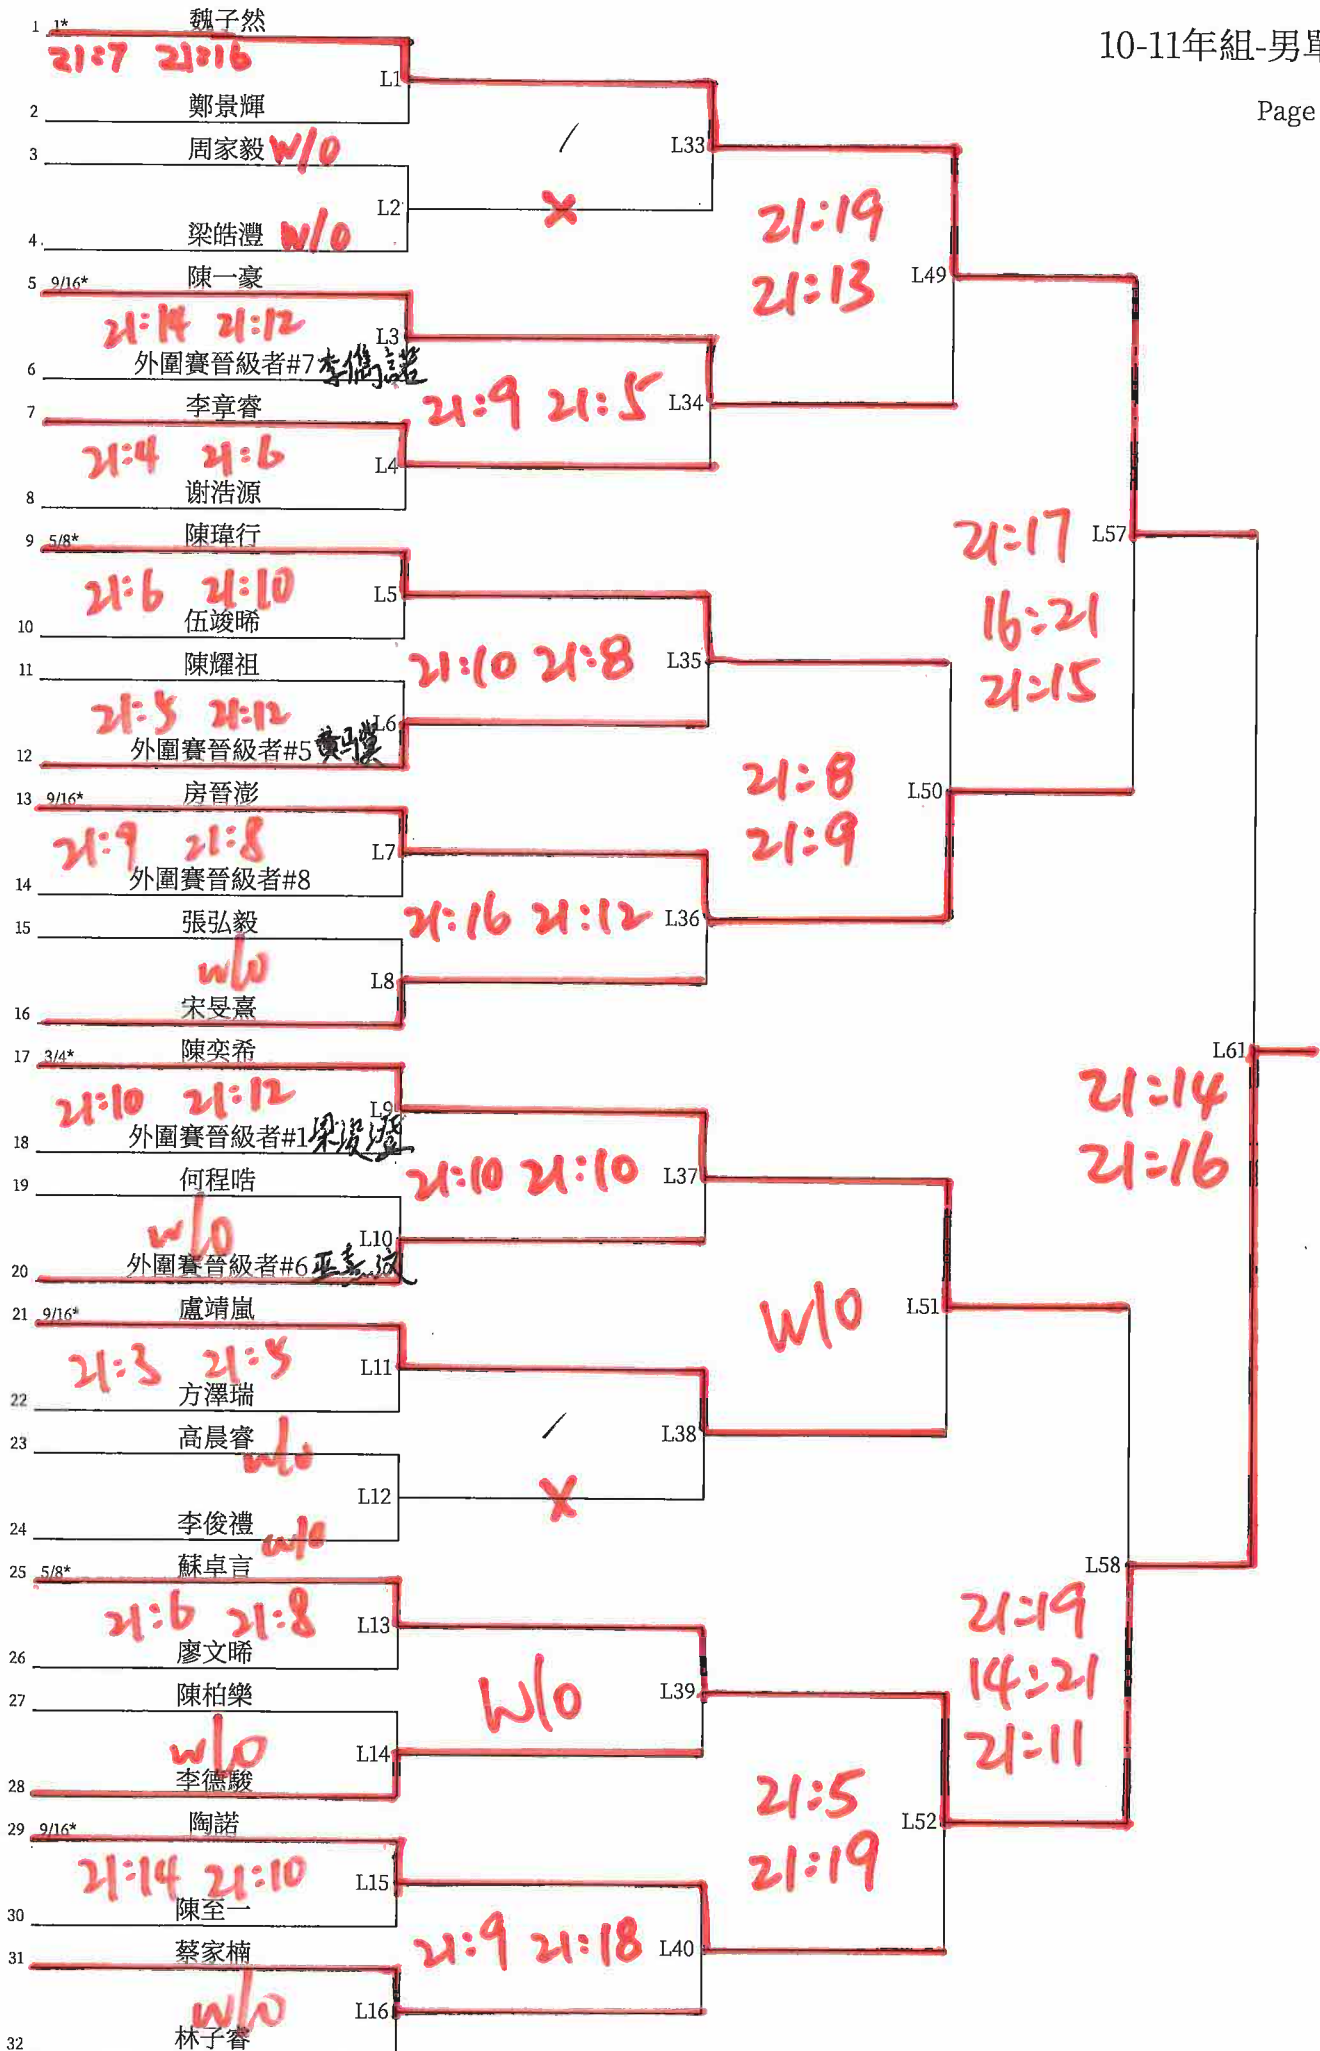 10-11年組-男單
Page
1 1* 魏子然
21:7 21:16
L1
2 鄭景輝
3 周家毅 W/O
L33
L2
4 梁皓灃 W/O
21:19
21:13
L49
5 9/16* 陳一豪
21:14 21:12
L3
6 外圍賽晉級者#7
21:9 21:5
L34
7 李章睿
21:4 21:6
L4
8 谢浩源
9 5/8* 陳瑋行
21:6 21:10
L5
10 伍竣晞
21:17
16:21
21:15
L57
11 陳耀祖
21:10 21:8
L35
21:5 21:12
L6
12 外圍賽晉級者#5
13 9/16* 房晉澎
21:8
21:9
L50
21:9 21:8
L7
14 外圍賽晉級者#8
15 張弘毅
21:16 21:12
L36
w/o
L8
16 宋旻熹
17 3/4* 陳奕希
L61
21:14
21:16
21:10 21:12
L9
18 外圍賽晉級者#1
19 何程晧
21:10 21:10
L37
w/o
L10
20 外圍賽晉級者#6
21 9/16* 盧靖嵐
W/O
L51
21:3 21:5
L11
22 方澤瑞
23 高晨睿 w/o
L38
L12
24 李俊禮 w/o
25 5/8* 蘇卓言
L58
21:6 21:8
L13
26 廖文晞
21:19
14:21
21:11
27 陳柏樂
W/O
L39
w/o
L14
28 李德駿
29 9/16* 陶諾
21:5
21:19
L52
21:14 21:10
L15
30 陳至一
31 蔡家楠
21:9 21:18
L40
w/o
L16
32 林子睿